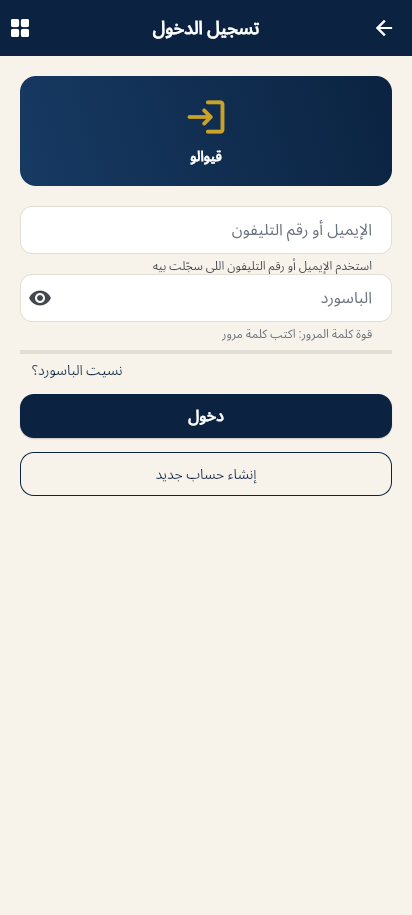 تسجيل الدخول
قيوالو
الإيميل أو رقم التليفون
استخدم الإيميل أو رقم التليفون اللي سجّلت بيه
الباسورد
قوة كلمة المرور: اكتب كلمة مرور
نسيت الباسورد؟
دخول
إنشاء حساب جديد